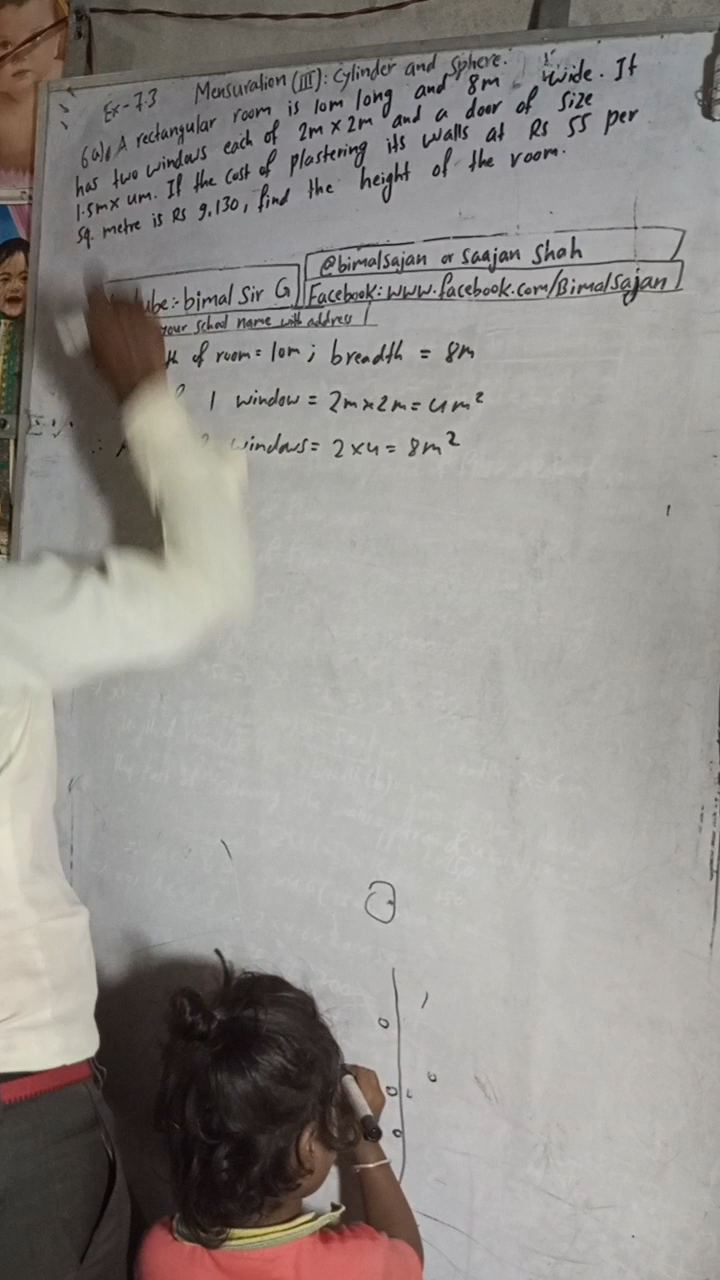 Ex-7.3 Mensuration (III): Cylinder and Sphere.
6a) A rectangular room is 10m long and 8m wide. It
has two windows each of 2m×2m and a door of size
1.5m× 4m. If the cost of plastering its walls at Rs 55 per
sq. metre is Rs 9,130, find the height of the room.
@bimalsajan or saajan shah
ube:- bimal Sir G
Facebook: www.facebook.com/Bimalsajan
your school name with address
of room = 10m ; breadth = 8m
1 window = 2m×2m = 4m²
windows = 2×4 = 8m²